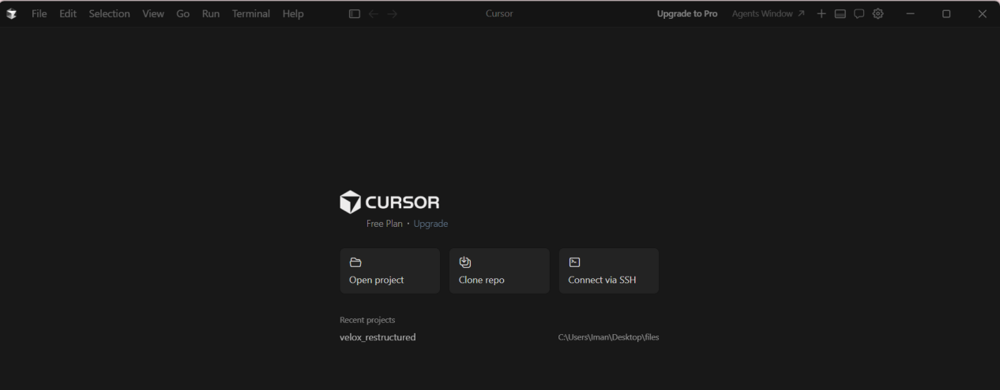 File Edit Selection View Go Run Terminal Help Cursor Upgrade to Pro Agents Window
CURSOR
Free Plan • Upgrade
Open project Clone repo Connect via SSH
Recent projects
velox_restructured C:\Users\Iman\Desktop\files